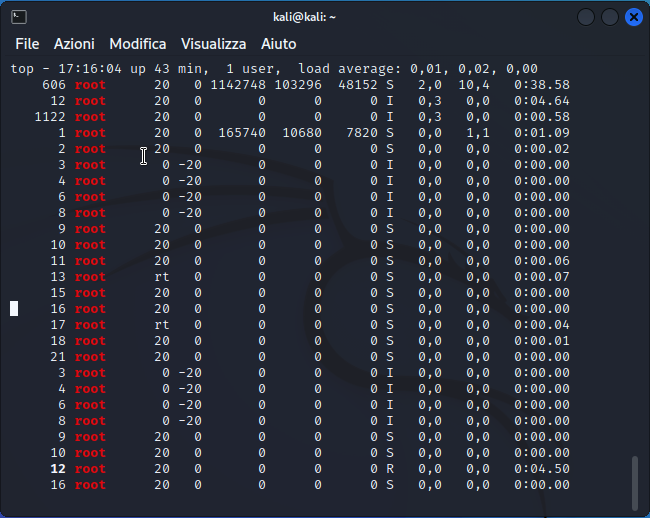 kali@kali: ~
File Azioni Modifica Visualizza Aiuto
top - 17:16:04 up 43 min, 1 user, load average: 0,01, 0,02, 0,00
606 root 20 0 1142748 103296 48152 S 2,0 10,4 0:38.58
12 root 20 0 0 0 0 I 0,3 0,0 0:04.64
1122 root 20 0 0 0 0 I 0,3 0,0 0:00.58
1 root 20 0 165740 10680 7820 S 0,0 1,1 0:01.09
2 root 20 0 0 0 0 S 0,0 0,0 0:00.02
3 root 0 -20 0 0 0 I 0,0 0,0 0:00.00
4 root 0 -20 0 0 0 I 0,0 0,0 0:00.00
6 root 0 -20 0 0 0 I 0,0 0,0 0:00.00
8 root 0 -20 0 0 0 I 0,0 0,0 0:00.00
9 root 20 0 0 0 0 S 0,0 0,0 0:00.00
10 root 20 0 0 0 0 S 0,0 0,0 0:00.00
11 root 20 0 0 0 0 S 0,0 0,0 0:00.06
13 root rt 0 0 0 0 S 0,0 0,0 0:00.07
15 root 20 0 0 0 0 S 0,0 0,0 0:00.00
16 root 20 0 0 0 0 S 0,0 0,0 0:00.00
17 root rt 0 0 0 0 S 0,0 0,0 0:00.04
18 root 20 0 0 0 0 S 0,0 0,0 0:00.01
21 root 20 0 0 0 0 S 0,0 0,0 0:00.00
3 root 0 -20 0 0 0 I 0,0 0,0 0:00.00
4 root 0 -20 0 0 0 I 0,0 0,0 0:00.00
6 root 0 -20 0 0 0 I 0,0 0,0 0:00.00
8 root 0 -20 0 0 0 I 0,0 0,0 0:00.00
9 root 20 0 0 0 0 S 0,0 0,0 0:00.00
10 root 20 0 0 0 0 S 0,0 0,0 0:00.00
12 root 20 0 0 0 0 R 0,0 0,0 0:04.50
16 root 20 0 0 0 0 S 0,0 0,0 0:00.00